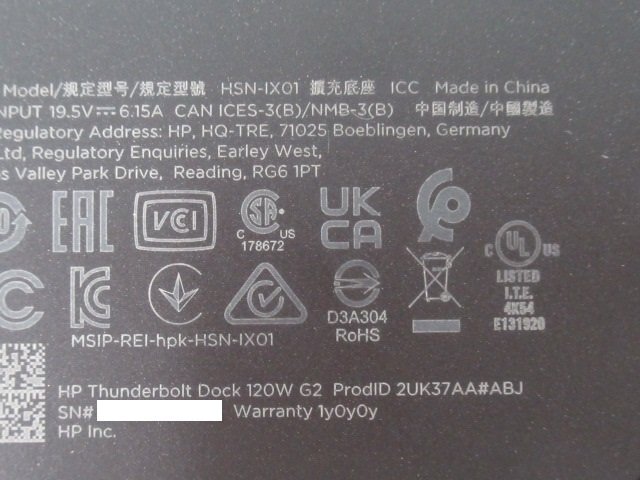 Model/规定型号/規定型號 HSN-IX01 擴充底座 ICC Made in China
INPUT 19.5V⎓6.15A CAN ICES-3(B)/NMB-3(B) 中国制造/中國製造
Regulatory Address: HP, HQ-TRE, 71025 Boeblingen, Germany
Ltd, Regulatory Enquiries, Earley West,
Valley Park Drive, Reading, RG6 1PT
EAC VCCI CSA C US 178672 UK CA C UL US LISTED I.T.E. 4K54 E131920
D3A304 RoHS
MSIP-REI-hpk-HSN-IX01
HP Thunderbolt Dock 120W G2 ProdID 2UK37AA#ABJ
SN# Warranty 1y0y0y
HP Inc.